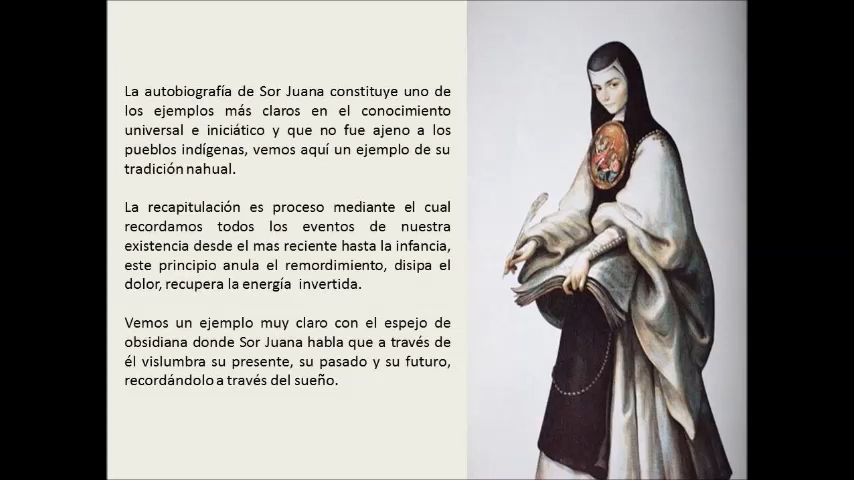 La autobiografía de Sor Juana constituye uno de
los ejemplos más claros en el conocimiento
universal e iniciático y que no fue ajeno a los
pueblos indígenas, vemos aquí un ejemplo de su
tradición nahual.
La recapitulación es proceso mediante el cual
recordamos todos los eventos de nuestra
existencia desde el mas reciente hasta la infancia,
este principio anula el remordimiento, disipa el
dolor, recupera la energía invertida.
Vemos un ejemplo muy claro con el espejo de
obsidiana donde Sor Juana habla que a través de
él vislumbra su presente, su pasado y su futuro,
recordándolo a través del sueño.